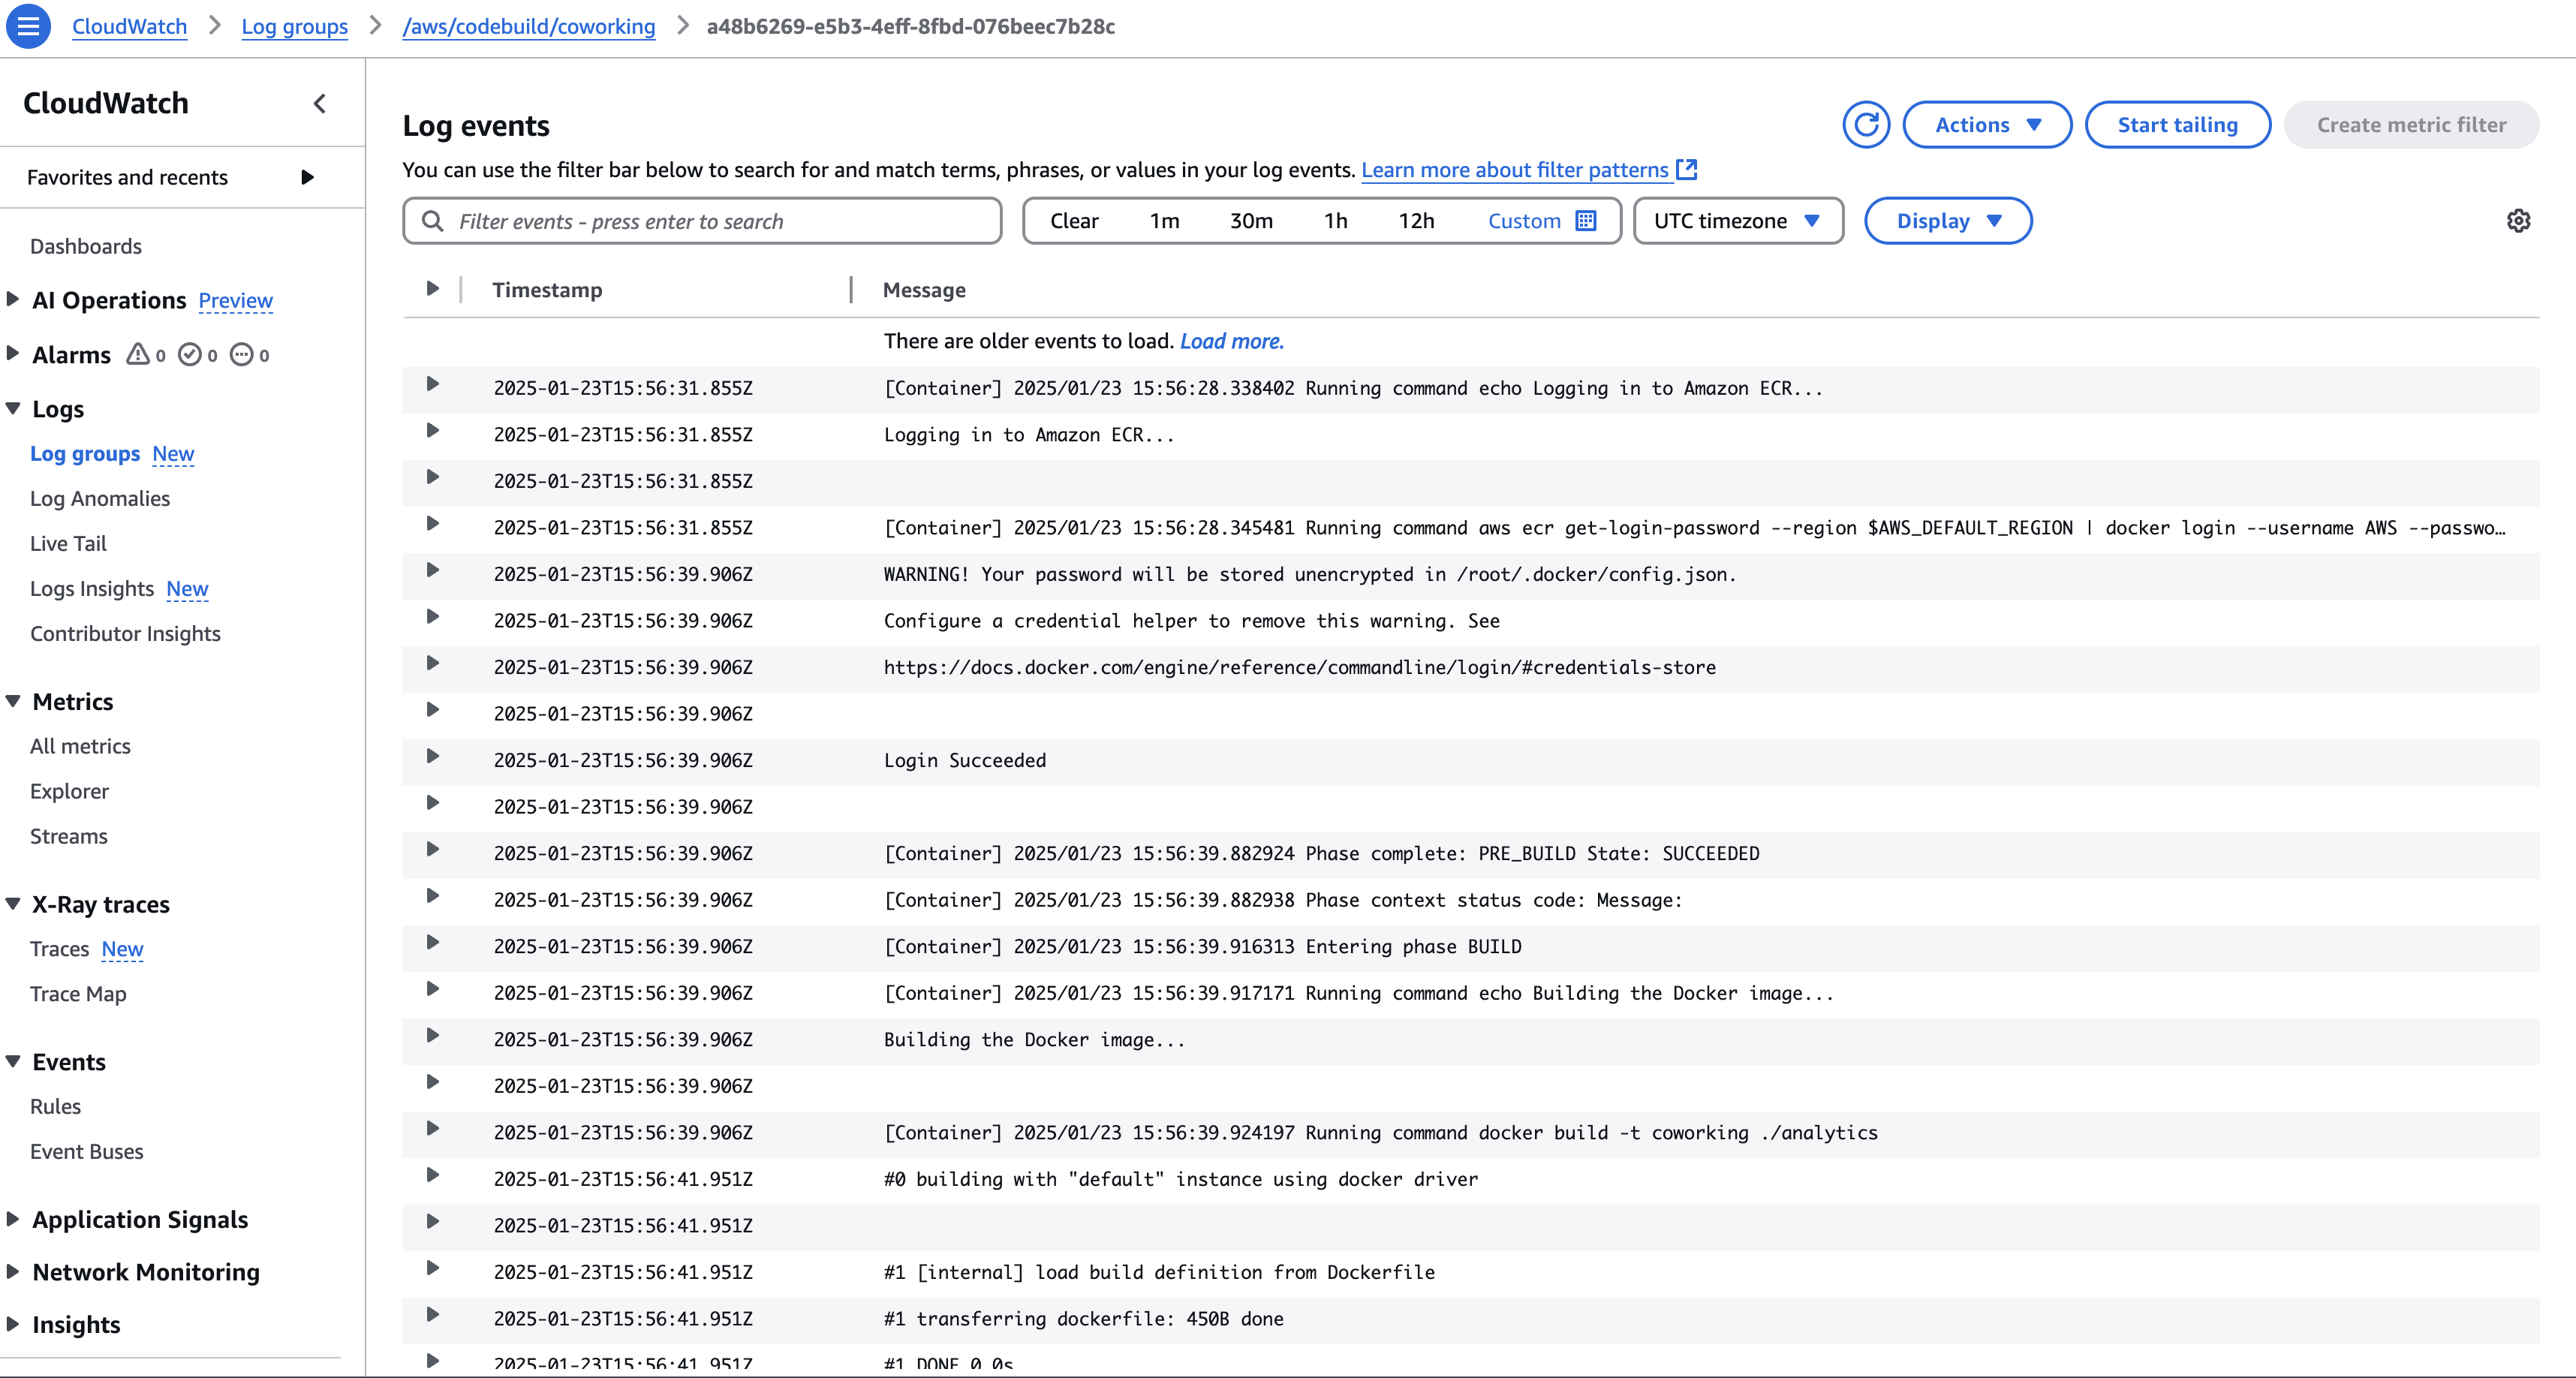 CloudWatch > Log groups > /aws/codebuild/coworking > a48b6269-e5b3-4eff-8fbd-076beec7b28c
CloudWatch
Favorites and recents
Dashboards
AI Operations Preview
Alarms 0 0 0
Logs
Log groups New
Log Anomalies
Live Tail
Logs Insights New
Contributor Insights
Metrics
All metrics
Explorer
Streams
X-Ray traces
Traces New
Trace Map
Events
Rules
Event Buses
Application Signals
Network Monitoring
Insights
Log events
Actions
Start tailing
Create metric filter
You can use the filter bar below to search for and match terms, phrases, or values in your log events. Learn more about filter patterns
Filter events - press enter to search
Clear 1m 30m 1h 12h Custom
UTC timezone
Display
Timestamp Message
There are older events to load. Load more.
2025-01-23T15:56:31.855Z [Container] 2025/01/23 15:56:28.338402 Running command echo Logging in to Amazon ECR...
2025-01-23T15:56:31.855Z Logging in to Amazon ECR...
2025-01-23T15:56:31.855Z
2025-01-23T15:56:31.855Z [Container] 2025/01/23 15:56:28.345481 Running command aws ecr get-login-password --region $AWS_DEFAULT_REGION | docker login --username AWS --passwo…
2025-01-23T15:56:39.906Z WARNING! Your password will be stored unencrypted in /root/.docker/config.json.
2025-01-23T15:56:39.906Z Configure a credential helper to remove this warning. See
2025-01-23T15:56:39.906Z https://docs.docker.com/engine/reference/commandline/login/#credentials-store
2025-01-23T15:56:39.906Z
2025-01-23T15:56:39.906Z Login Succeeded
2025-01-23T15:56:39.906Z
2025-01-23T15:56:39.906Z [Container] 2025/01/23 15:56:39.882924 Phase complete: PRE_BUILD State: SUCCEEDED
2025-01-23T15:56:39.906Z [Container] 2025/01/23 15:56:39.882938 Phase context status code: Message:
2025-01-23T15:56:39.906Z [Container] 2025/01/23 15:56:39.916313 Entering phase BUILD
2025-01-23T15:56:39.906Z [Container] 2025/01/23 15:56:39.917171 Running command echo Building the Docker image...
2025-01-23T15:56:39.906Z Building the Docker image...
2025-01-23T15:56:39.906Z
2025-01-23T15:56:39.906Z [Container] 2025/01/23 15:56:39.924197 Running command docker build -t coworking ./analytics
2025-01-23T15:56:41.951Z #0 building with "default" instance using docker driver
2025-01-23T15:56:41.951Z
2025-01-23T15:56:41.951Z #1 [internal] load build definition from Dockerfile
2025-01-23T15:56:41.951Z #1 transferring dockerfile: 450B done
2025-01-23T15:56:41.951Z #1 DONE 0.0s